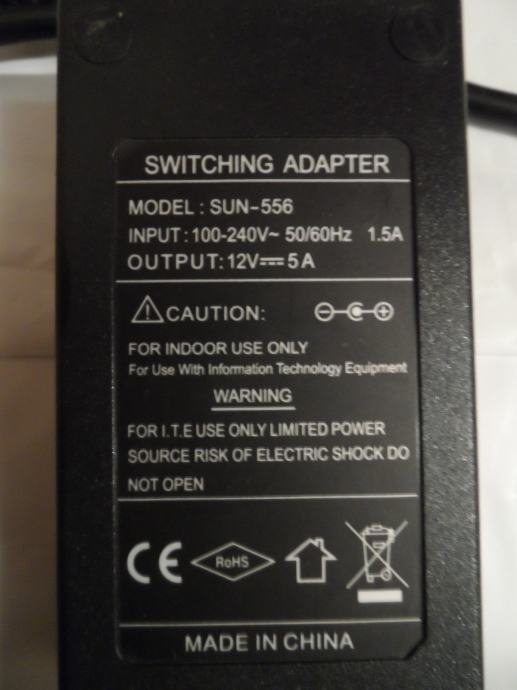 SWITCHING ADAPTER
MODEL : SUN-556
INPUT : 100-240V~ 50/60Hz 1.5A
OUTPUT: 12V⎓5A
CAUTION:
FOR INDOOR USE ONLY
For Use With Information Technology Equipment
WARNING
FOR I.T.E USE ONLY LIMITED POWER
SOURCE RISK OF ELECTRIC SHOCK DO
NOT OPEN
CE RoHS
MADE IN CHINA